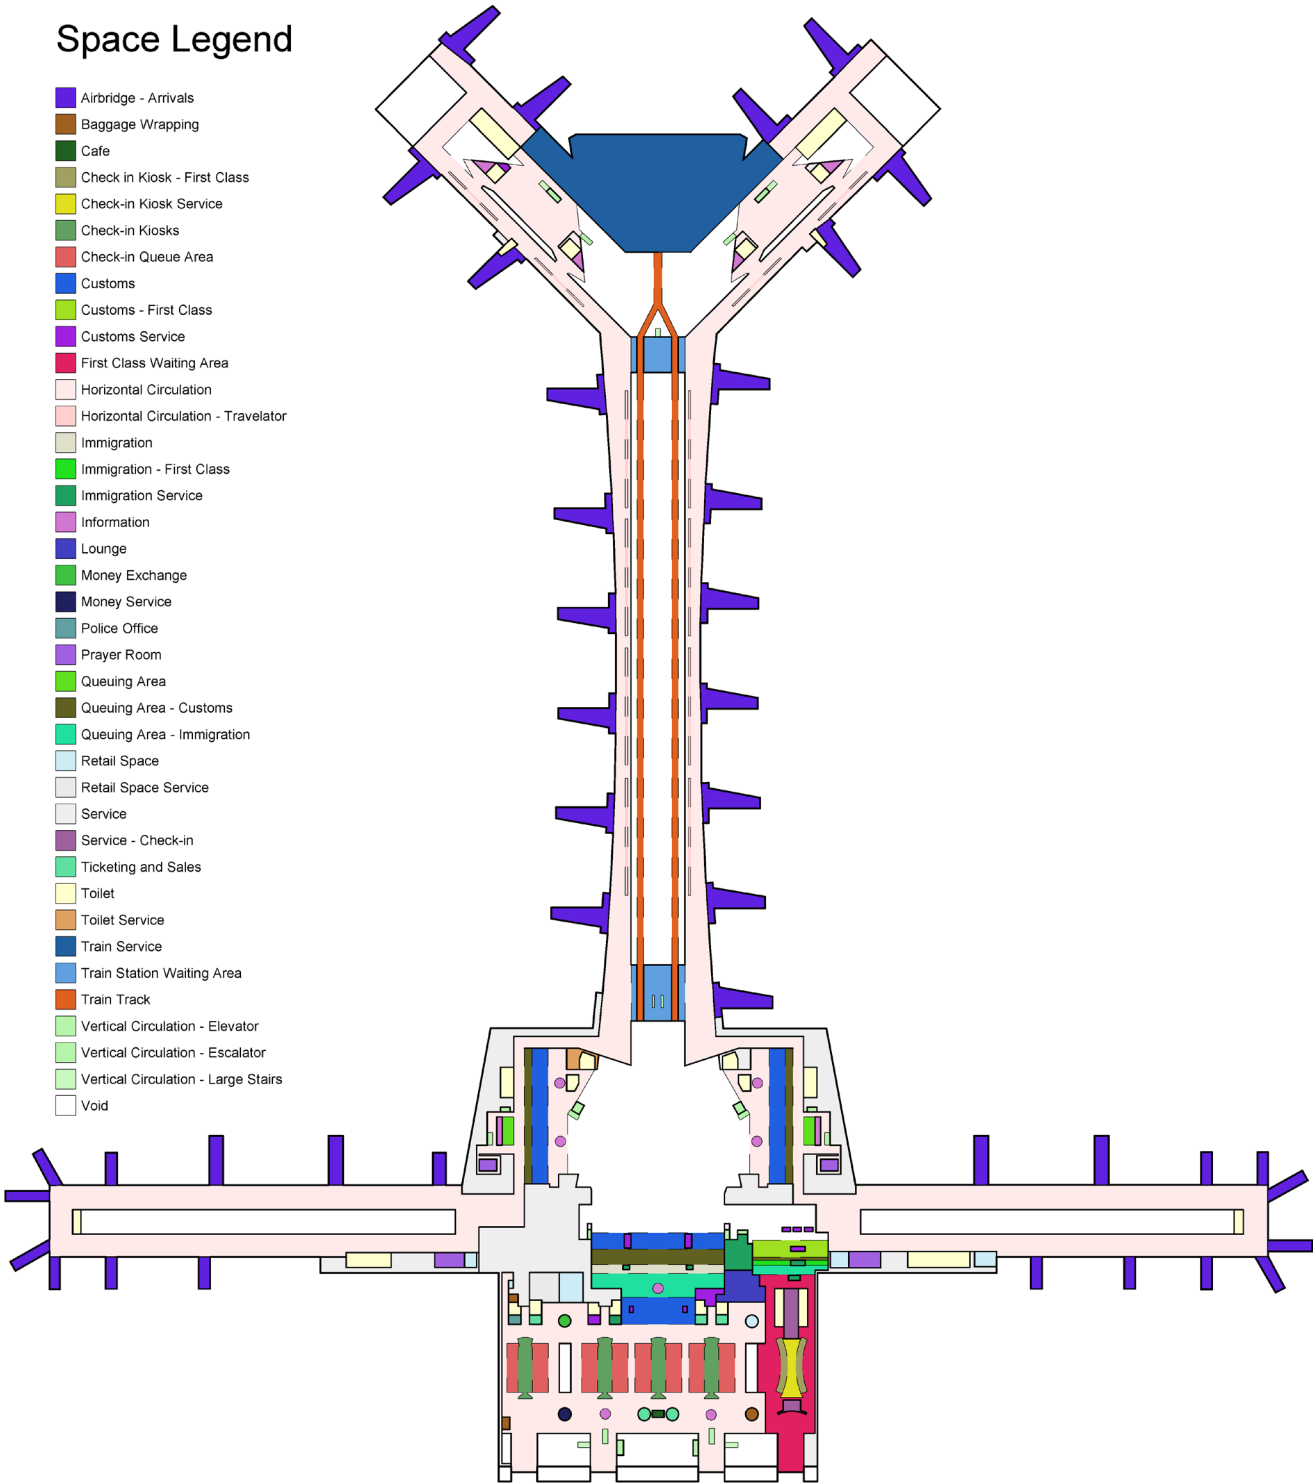 Space Legend
Airbridge - Arrivals
Baggage Wrapping
Cafe
Check in Kiosk - First Class
Check-in Kiosk Service
Check-in Kiosks
Check-in Queue Area
Customs
Customs - First Class
Customs Service
First Class Waiting Area
Horizontal Circulation
Horizontal Circulation - Travelator
Immigration
Immigration - First Class
Immigration Service
Information
Lounge
Money Exchange
Money Service
Police Office
Prayer Room
Queuing Area
Queuing Area - Customs
Queuing Area - Immigration
Retail Space
Retail Space Service
Service
Service - Check-in
Ticketing and Sales
Toilet
Toilet Service
Train Service
Train Station Waiting Area
Train Track
Vertical Circulation - Elevator
Vertical Circulation - Escalator
Vertical Circulation - Large Stairs
Void